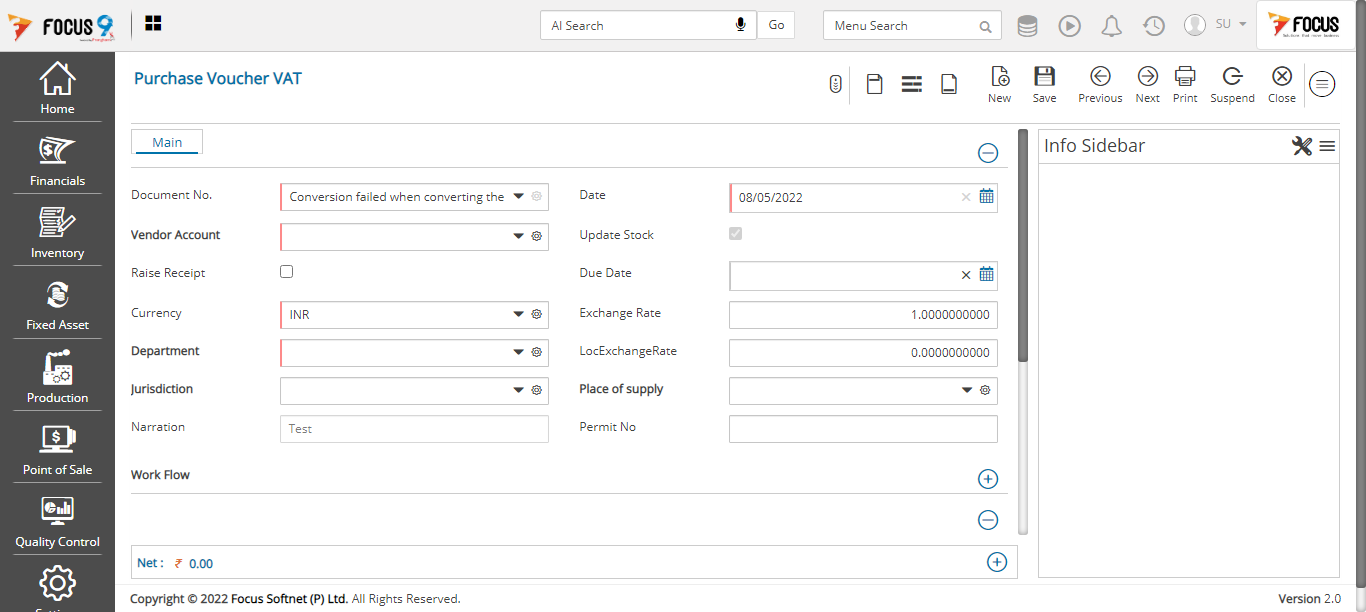 FOCUS 9
AI Search
Go
Menu Search
SU
FOCUS
Home
Financials
Inventory
Fixed Asset
Production
Point of Sale
Quality Control
Purchase Voucher VAT
New
Save
Previous
Next
Print
Suspend
Close
Main
Info Sidebar
Document No.
Conversion failed when converting the
Date
08/05/2022
Vendor Account
Update Stock
Raise Receipt
Due Date
Currency
INR
Exchange Rate
1.0000000000
Department
LocExchangeRate
0.0000000000
Jurisdiction
Place of supply
Narration
Test
Permit No
Work Flow
Net : ₹ 0.00
Copyright © 2022 Focus Softnet (P) Ltd. All Rights Reserved.
Version 2.0